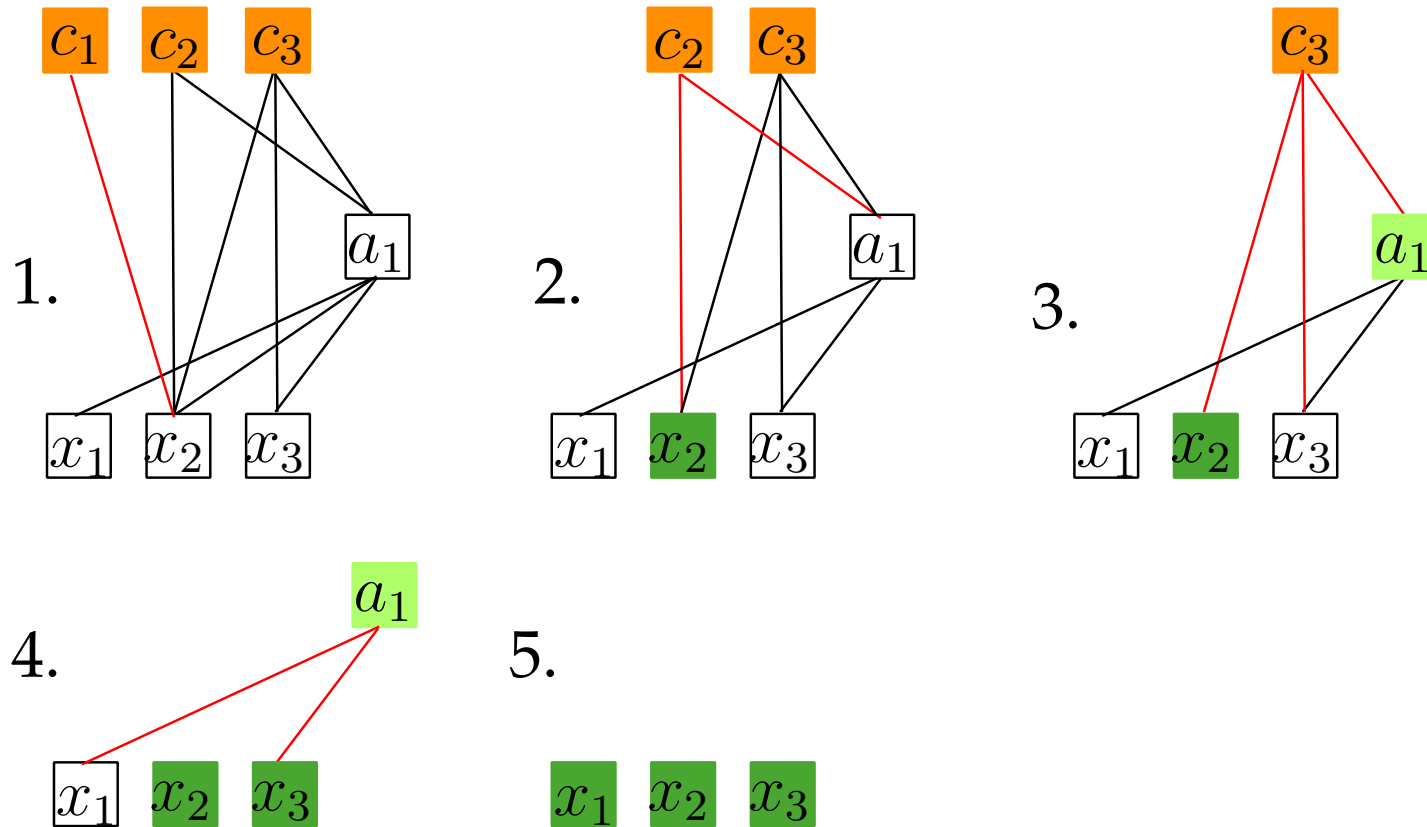 c₁ c₂ c₃
a₁
1.
x₁ x₂ x₃
c₂ c₃
a₁
2.
x₁ x₂ x₃
c₃
a₁
3.
x₁ x₂ x₃
a₁
4.
x₁ x₂ x₃
5.
x₁ x₂ x₃